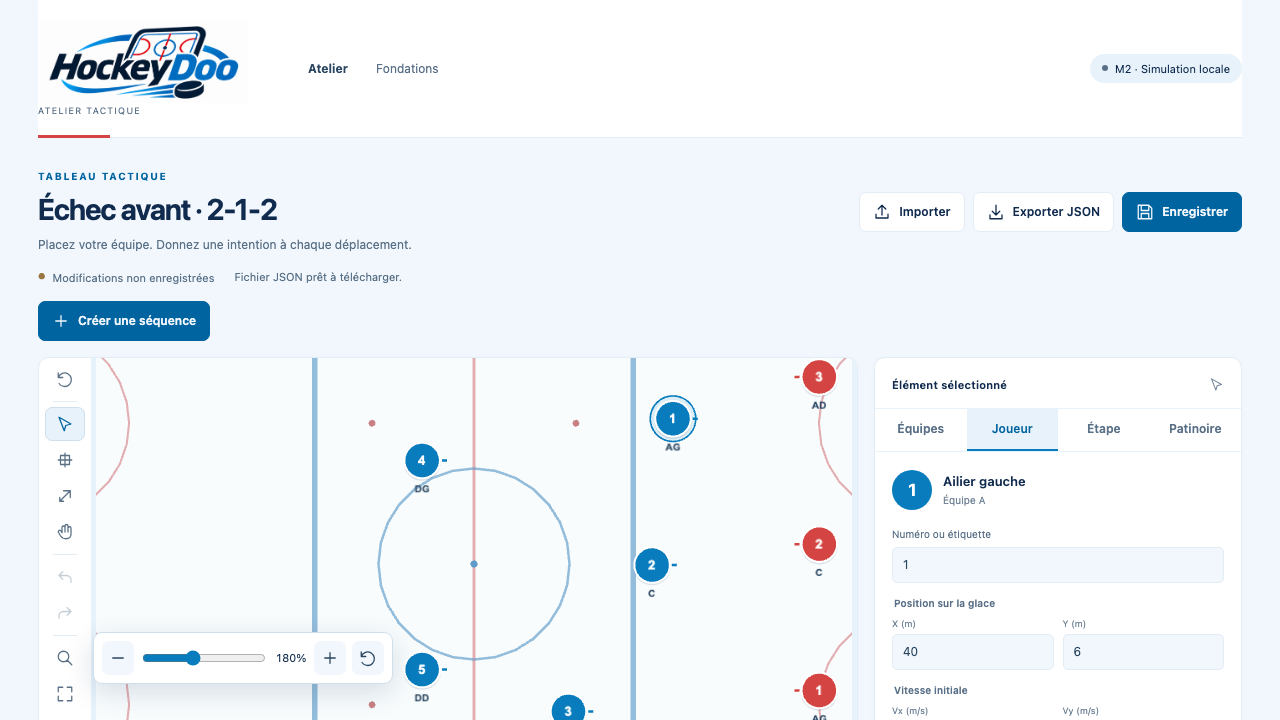 HockeyDoo
ATELIER TACTIQUE
Atelier
Fondations
M2 · Simulation locale
TABLEAU TACTIQUE
Échec avant · 2-1-2
Placez votre équipe. Donnez une intention à chaque déplacement.
Modifications non enregistrées
Fichier JSON prêt à télécharger.
Importer
Exporter JSON
Enregistrer
Créer une séquence
3
AD
1
AG
4
DG
2
C
2
C
5
DD
3
1
AG
180%
Élément sélectionné
Équipes
Joueur
Étape
Patinoire
1
Ailier gauche
Équipe A
Numéro ou étiquette
1
Position sur la glace
X (m)
Y (m)
40
6
Vitesse initiale
Vx (m/s)
Vy (m/s)